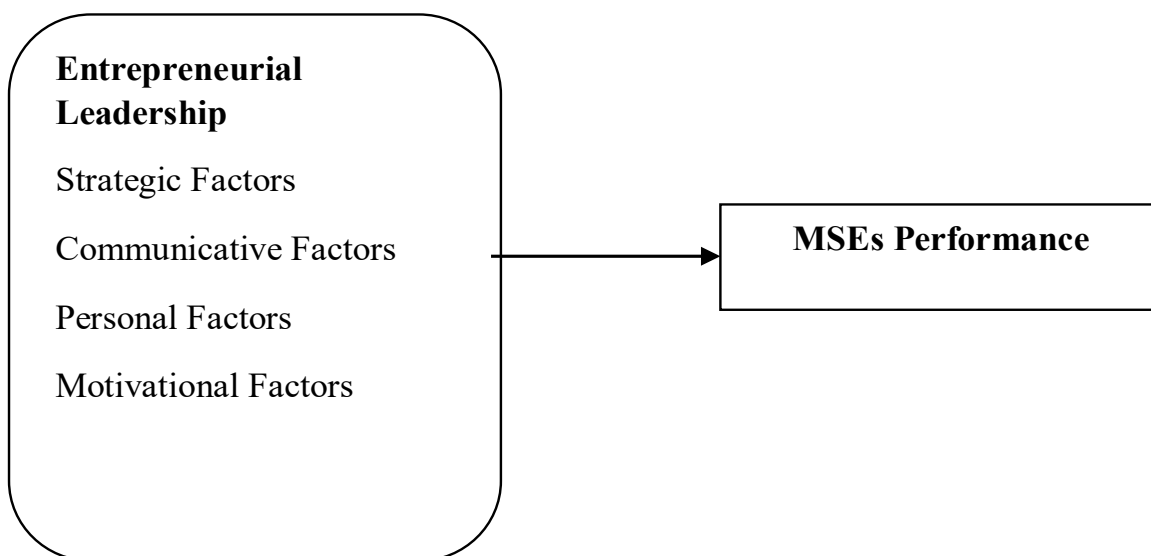 Entrepreneurial
Leadership
Strategic Factors
Communicative Factors
Personal Factors
Motivational Factors
MSEs Performance